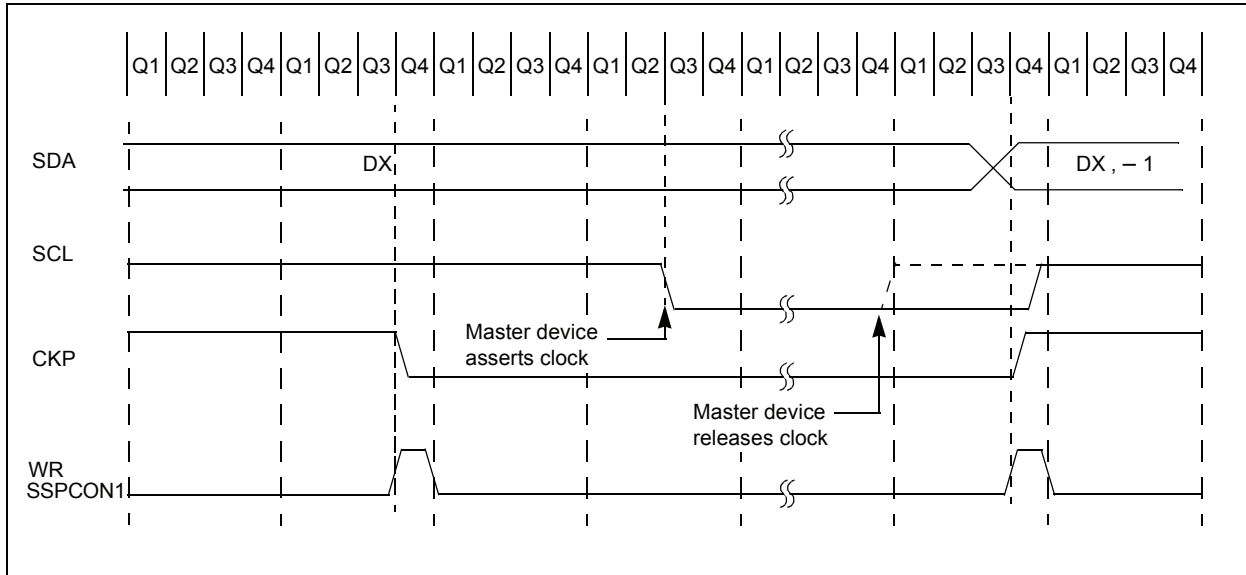 Q1 Q2 Q3 Q4 Q1 Q2 Q3 Q4 Q1 Q2 Q3 Q4 Q1 Q2 Q3 Q4 Q1 Q2 Q3 Q4 Q1 Q2 Q3 Q4 Q1 Q2 Q3 Q4
SDA
DX
DX , – 1
SCL
Master device
asserts clock
CKP
Master device
releases clock
WR
SSPCON1